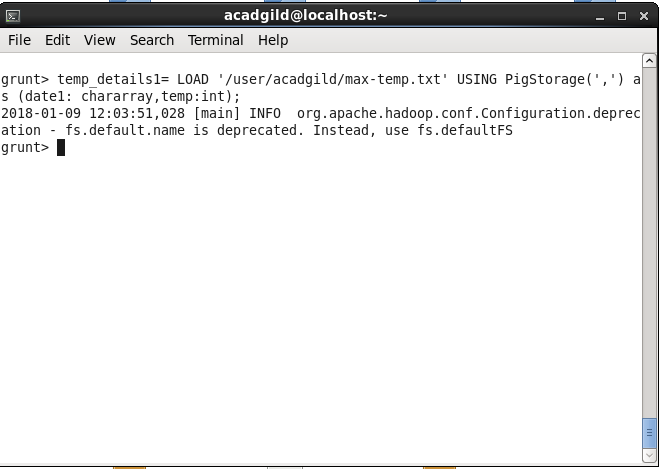 acadgild@localhost:~
File Edit View Search Terminal Help
grunt> temp_details1= LOAD '/user/acadgild/max-temp.txt' USING PigStorage(',') a
s (date1: chararray,temp:int);
2018-01-09 12:03:51,028 [main] INFO  org.apache.hadoop.conf.Configuration.deprec
ation - fs.default.name is deprecated. Instead, use fs.defaultFS
grunt>